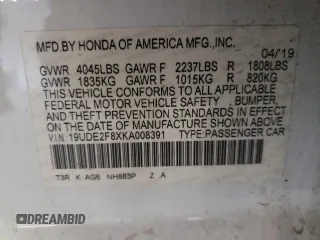 MFD BY HONDA OF AMERICA MFG.,INC.
04/19
GVWR 4045LBS GAWR F 2237LBS R 1808LBS
GVWR 1835KG GAWR F 1015KG R 820KG
THIS VEHICLE CONFORMS TO ALL APPLICABLE
FEDERAL MOTOR VEHICLE SAFETY, BUMPER,
AND THEFT PREVENTION STANDARDS IN EFFECT
ON THE DATE OF MANUFACTURE SHOWN ABOVE.
VIN:19UDE2F8XKA008391 TYPE:PASSENGER CAR
T3R K AG6 NH883P Z A
DREAMBID